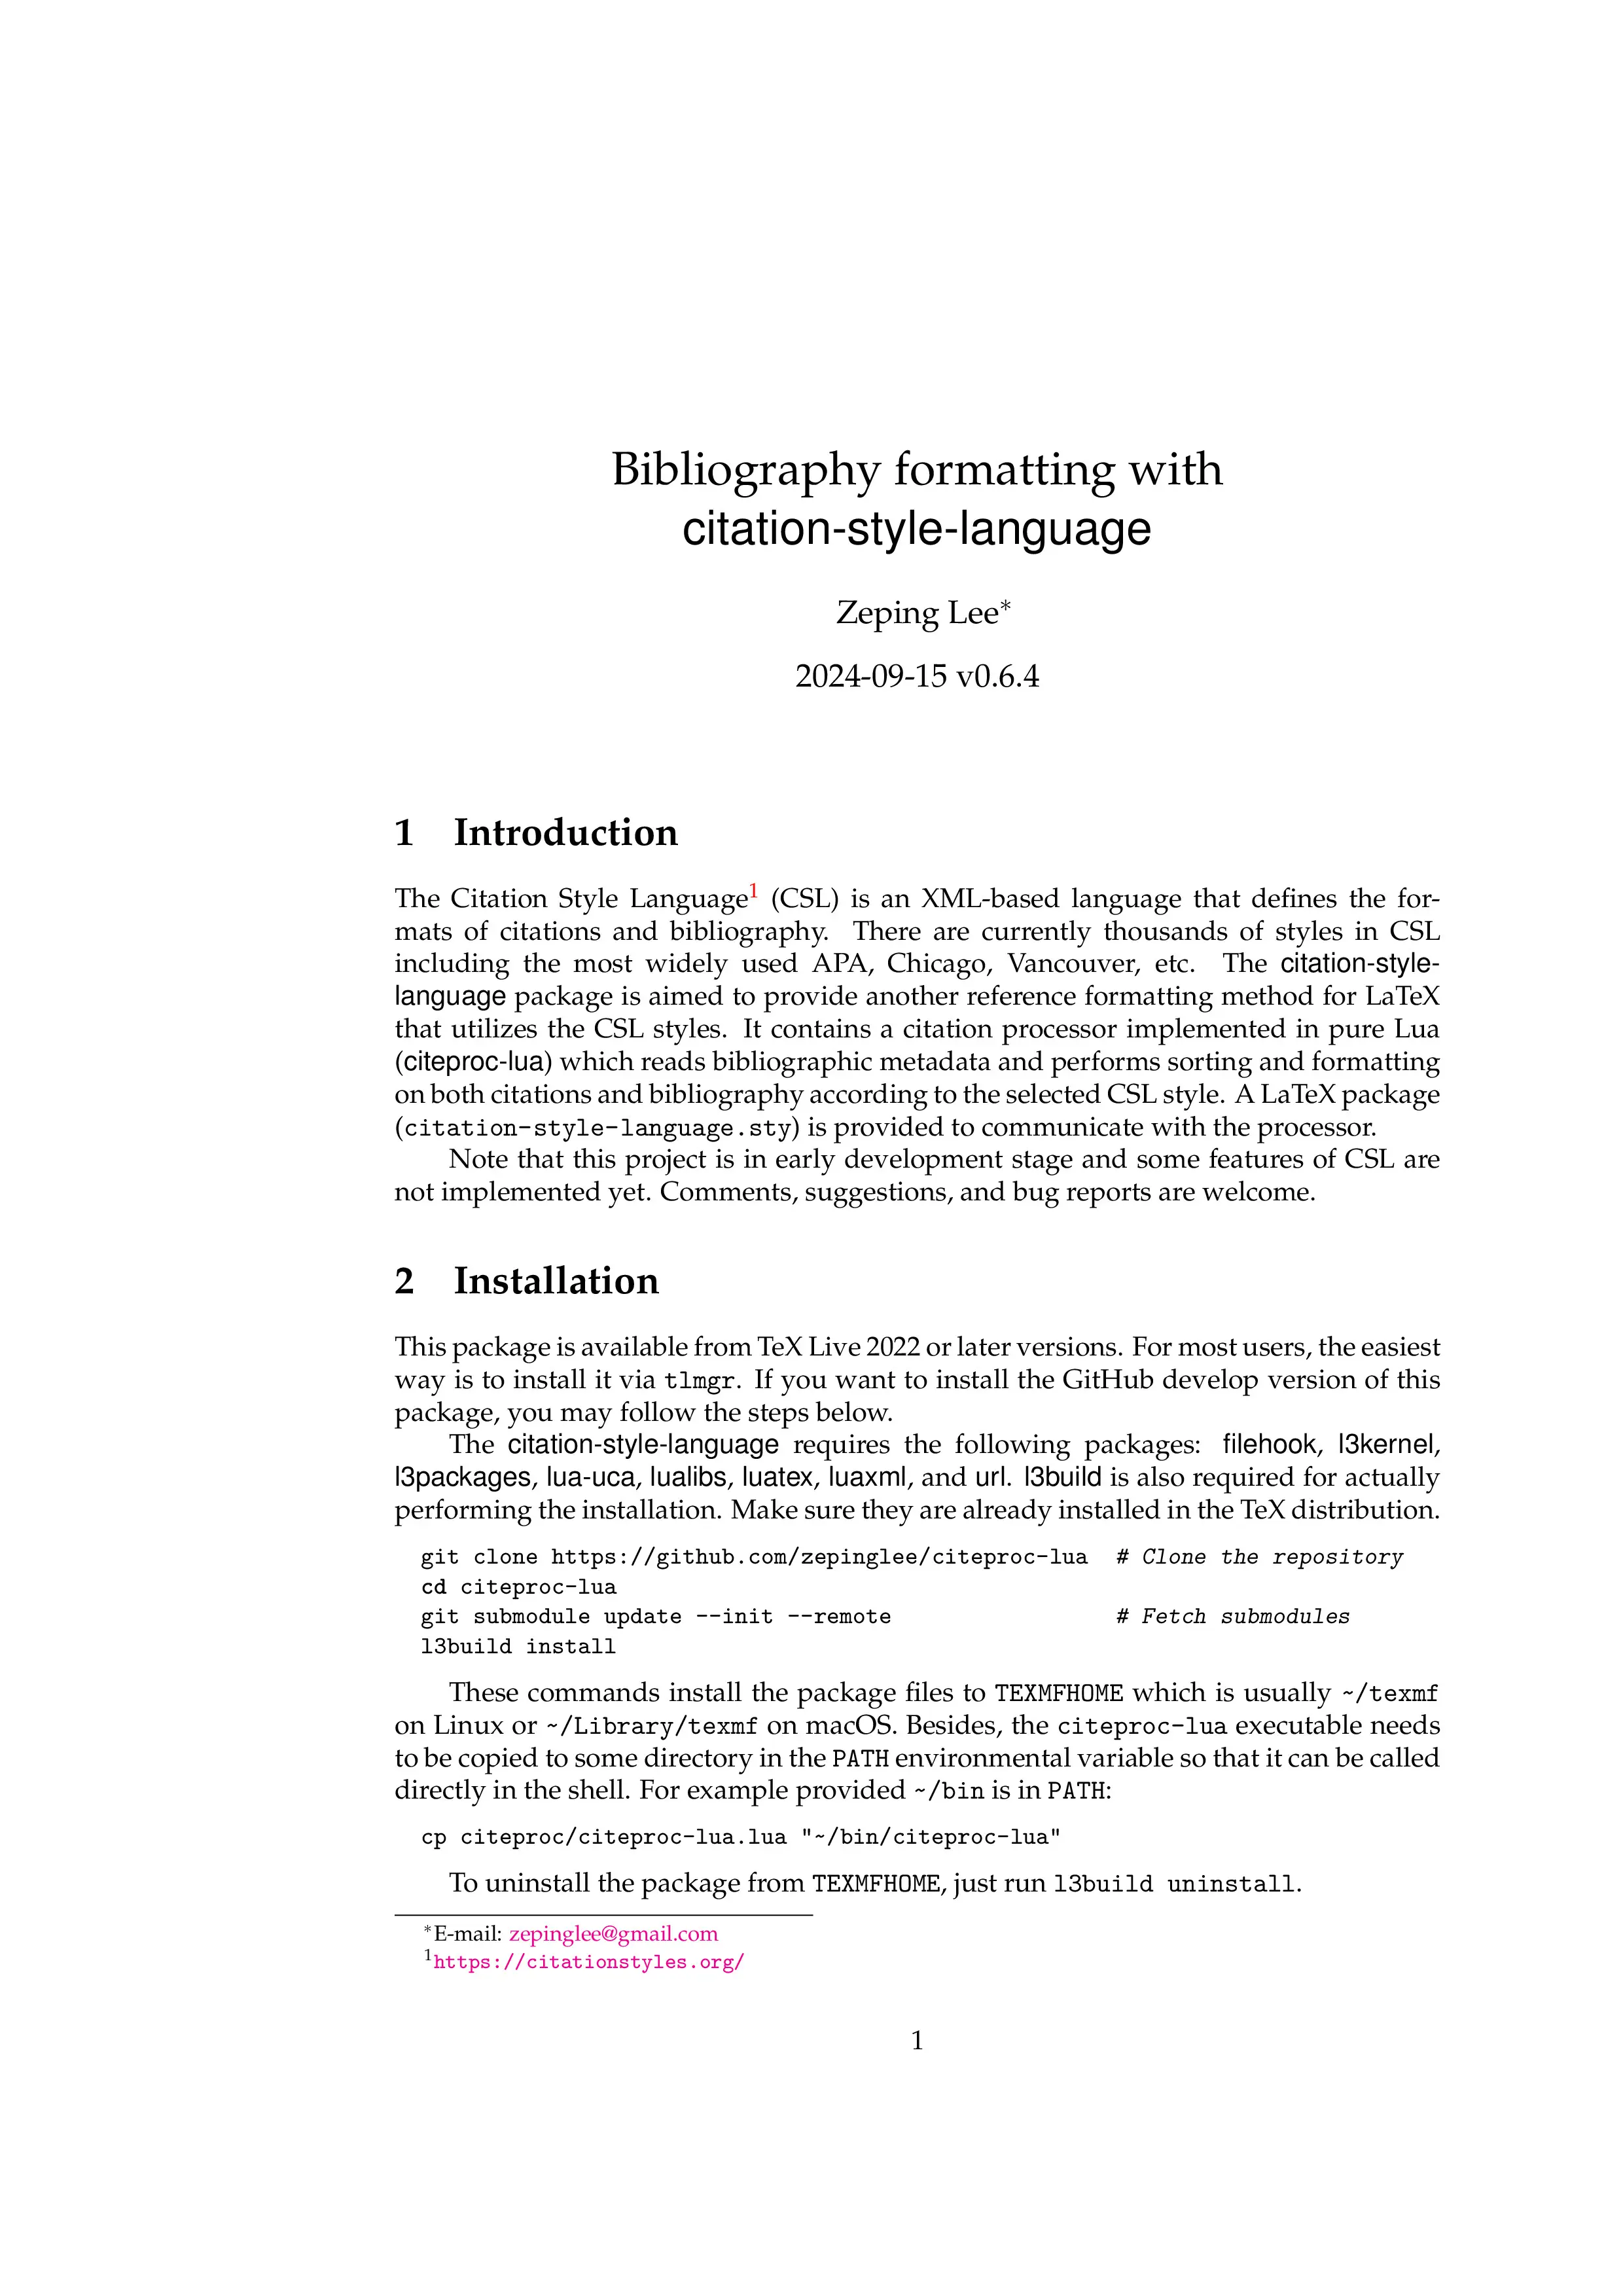 Bibliography formatting with
citation-style-language
Zeping Lee*
2024-09-15 v0.6.4
1 Introduction
The Citation Style Language1 (CSL) is an XML-based language that defines the for-
mats of citations and bibliography. There are currently thousands of styles in CSL
including the most widely used APA, Chicago, Vancouver, etc. The citation-style-
language package is aimed to provide another reference formatting method for LaTeX
that utilizes the CSL styles. It contains a citation processor implemented in pure Lua
(citeproc-lua) which reads bibliographic metadata and performs sorting and formatting
on both citations and bibliography according to the selected CSL style. A LaTeX package
(citation-style-language.sty) is provided to communicate with the processor.
Note that this project is in early development stage and some features of CSL are
not implemented yet. Comments, suggestions, and bug reports are welcome.
2 Installation
This package is available from TeX Live 2022 or later versions. For most users, the easiest
way is to install it via tlmgr. If you want to install the GitHub develop version of this
package, you may follow the steps below.
The citation-style-language requires the following packages: filehook, l3kernel,
l3packages, lua-uca, lualibs, luatex, luaxml, and url. l3build is also required for actually
performing the installation. Make sure they are already installed in the TeX distribution.
git clone https://github.com/zepinglee/citeproc-lua # Clone the repository
cd citeproc-lua
git submodule update --init --remote # Fetch submodules
l3build install
These commands install the package files to TEXMFHOME which is usually ~/texmf
on Linux or ~/Library/texmf on macOS. Besides, the citeproc-lua executable needs
to be copied to some directory in the PATH environmental variable so that it can be called
directly in the shell. For example provided ~/bin is in PATH:
cp citeproc/citeproc-lua.lua "~/bin/citeproc-lua"
To uninstall the package from TEXMFHOME, just run l3build uninstall.
*E-mail: zepinglee@gmail.com
1https://citationstyles.org/
1